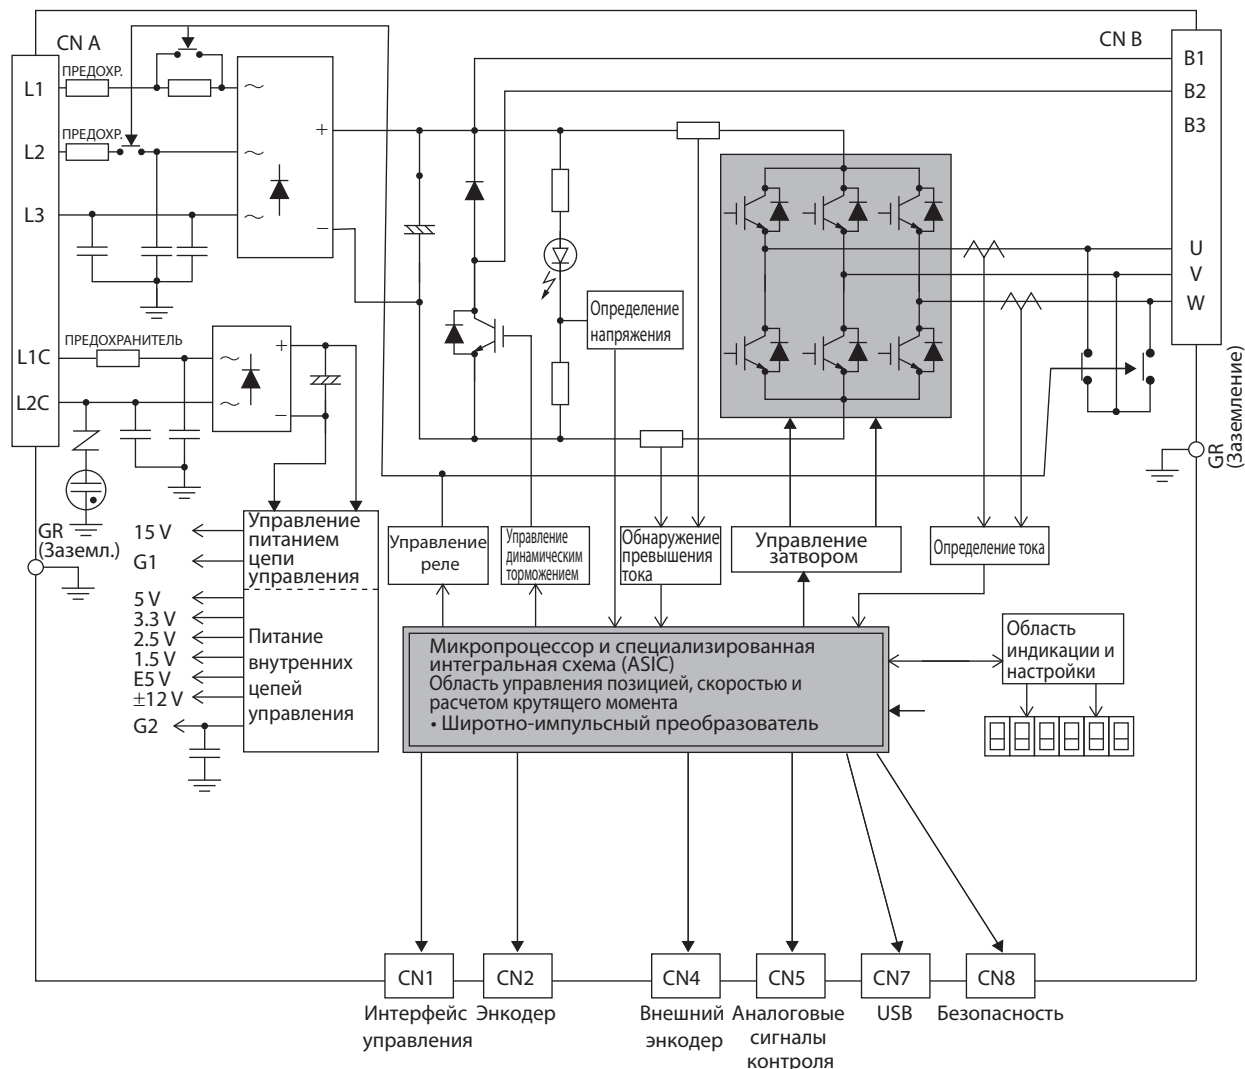 CN A
CN B
L1
ПРЕДОХР.
L2
ПРЕДОХР.
L3
L1C
ПРЕДОХРАНИТЕЛЬ
L2C
+
−
+
−
B1
B2
B3
U
V
W
GR
(Заземление)
Определение
напряжения
GR
(Заземл.)
15 V
G1
5 V
3.3 V
2.5 V
1.5 V
E5 V
±12 V
G2
Управление
питанием
цепи
управления
Питание
внутренних
цепей
управления
Управление
реле
Управление
динамическим
торможением
Обнаружение
превышения
тока
Управление
затвором
Определение тока
Микропроцессор и специализированная
интегральная схема (ASIC)
Область управления позицией, скоростью и
расчетом крутящего момента
• Широтно-импульсный преобразователь
Область
индикации и
настройки
CN1
CN2
CN4
CN5
CN7
CN8
Интерфейс
управления
Энкодер
Внешний
энкодер
Аналоговые
сигналы
контроля
USB
Безопасность